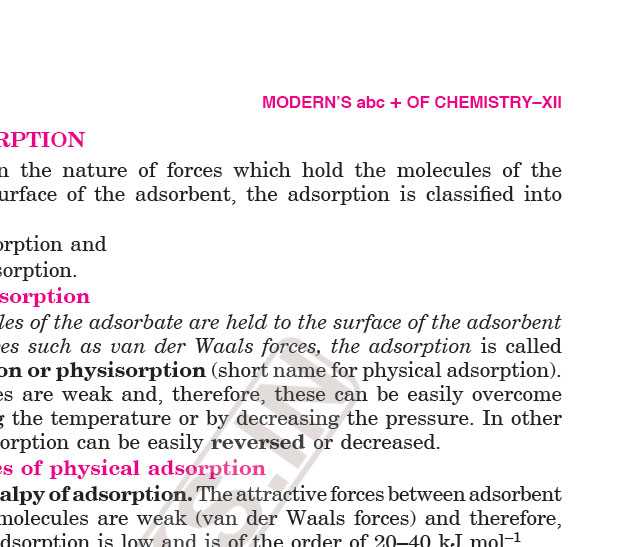 MODERN'S abc + OF CHEMISTRY–XII
RPTION
n the nature of forces which hold the molecules of the
urface of the adsorbent, the adsorption is classified into
orption and
sorption.
sorption
les of the adsorbate are held to the surface of the adsorbent
es such as van der Waals forces, the adsorption is called
on or physisorption (short name for physical adsorption).
es are weak and, therefore, these can be easily overcome
g the temperature or by decreasing the pressure. In other
sorption can be easily reversed or decreased.
es of physical adsorption
alpy of adsorption. The attractive forces between adsorbent
molecules are weak (van der Waals forces) and therefore,
dsorption is low and is of the order of 20–40 kJ mol⁻¹
S.IN